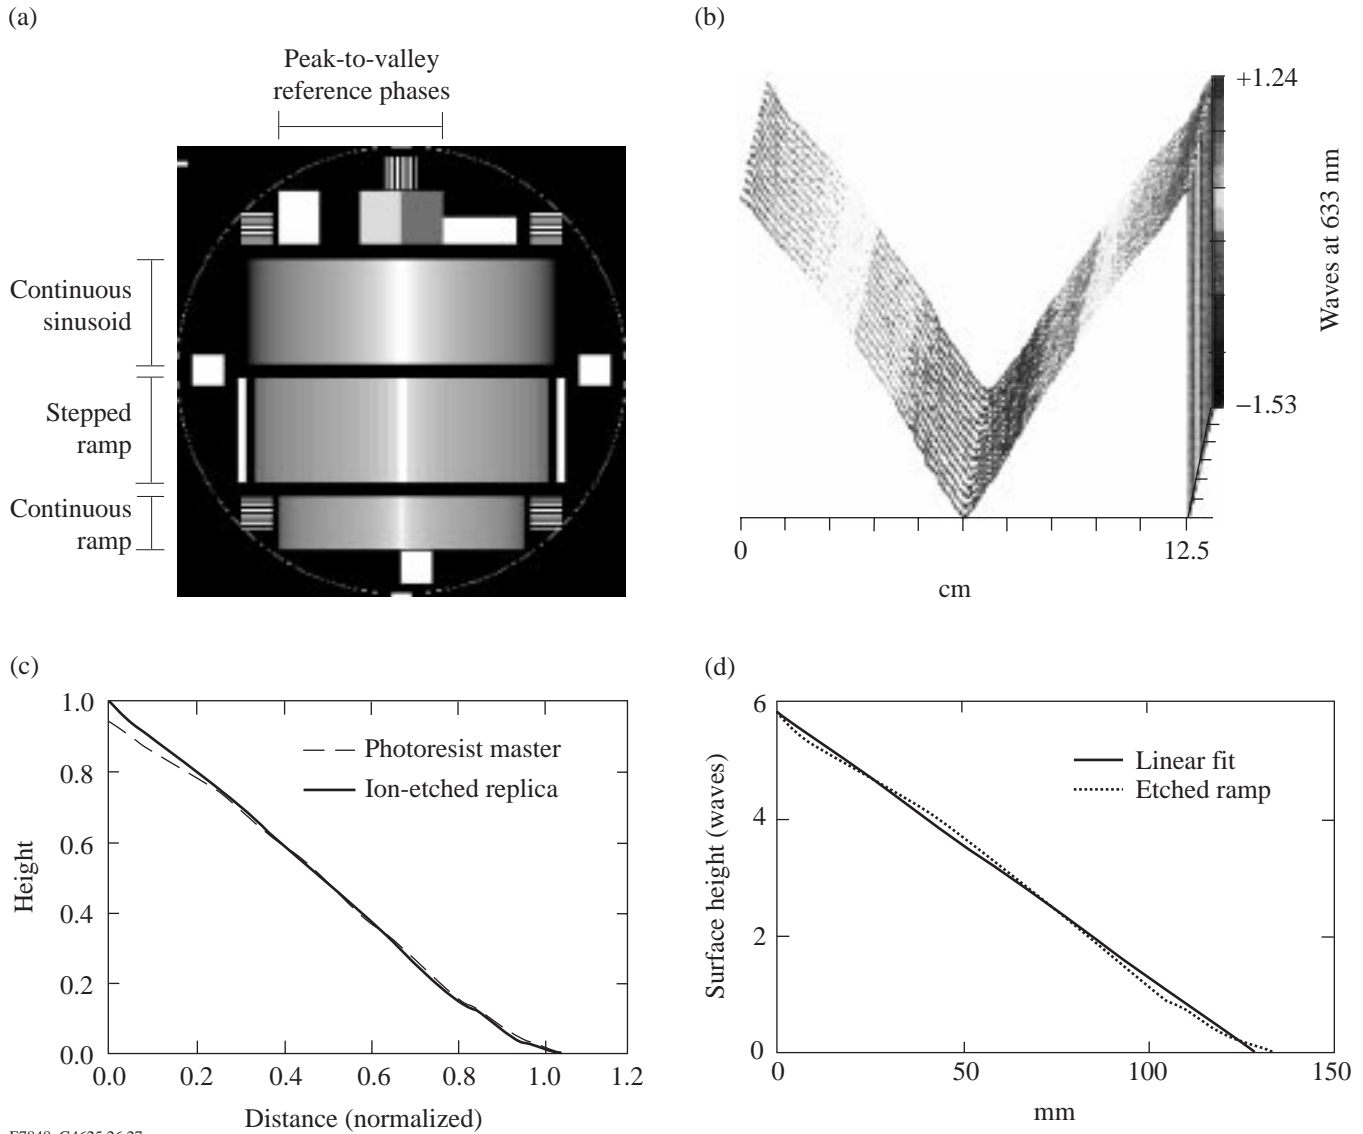 (a)
Peak-to-valley
reference phases
Continuous
sinusoid
Stepped
ramp
Continuous
ramp
(b)
+1.24
−1.53
Waves at 633 nm
0
12.5
cm
(c)
1.0
0.8
0.6
0.4
0.2
0.0
Height
Photoresist master
Ion-etched replica
0.0
0.2
0.4
0.6
0.8
1.0
1.2
Distance (normalized)
(d)
6
4
2
0
Surface height (waves)
Linear fit
Etched ramp
0
50
100
150
mm